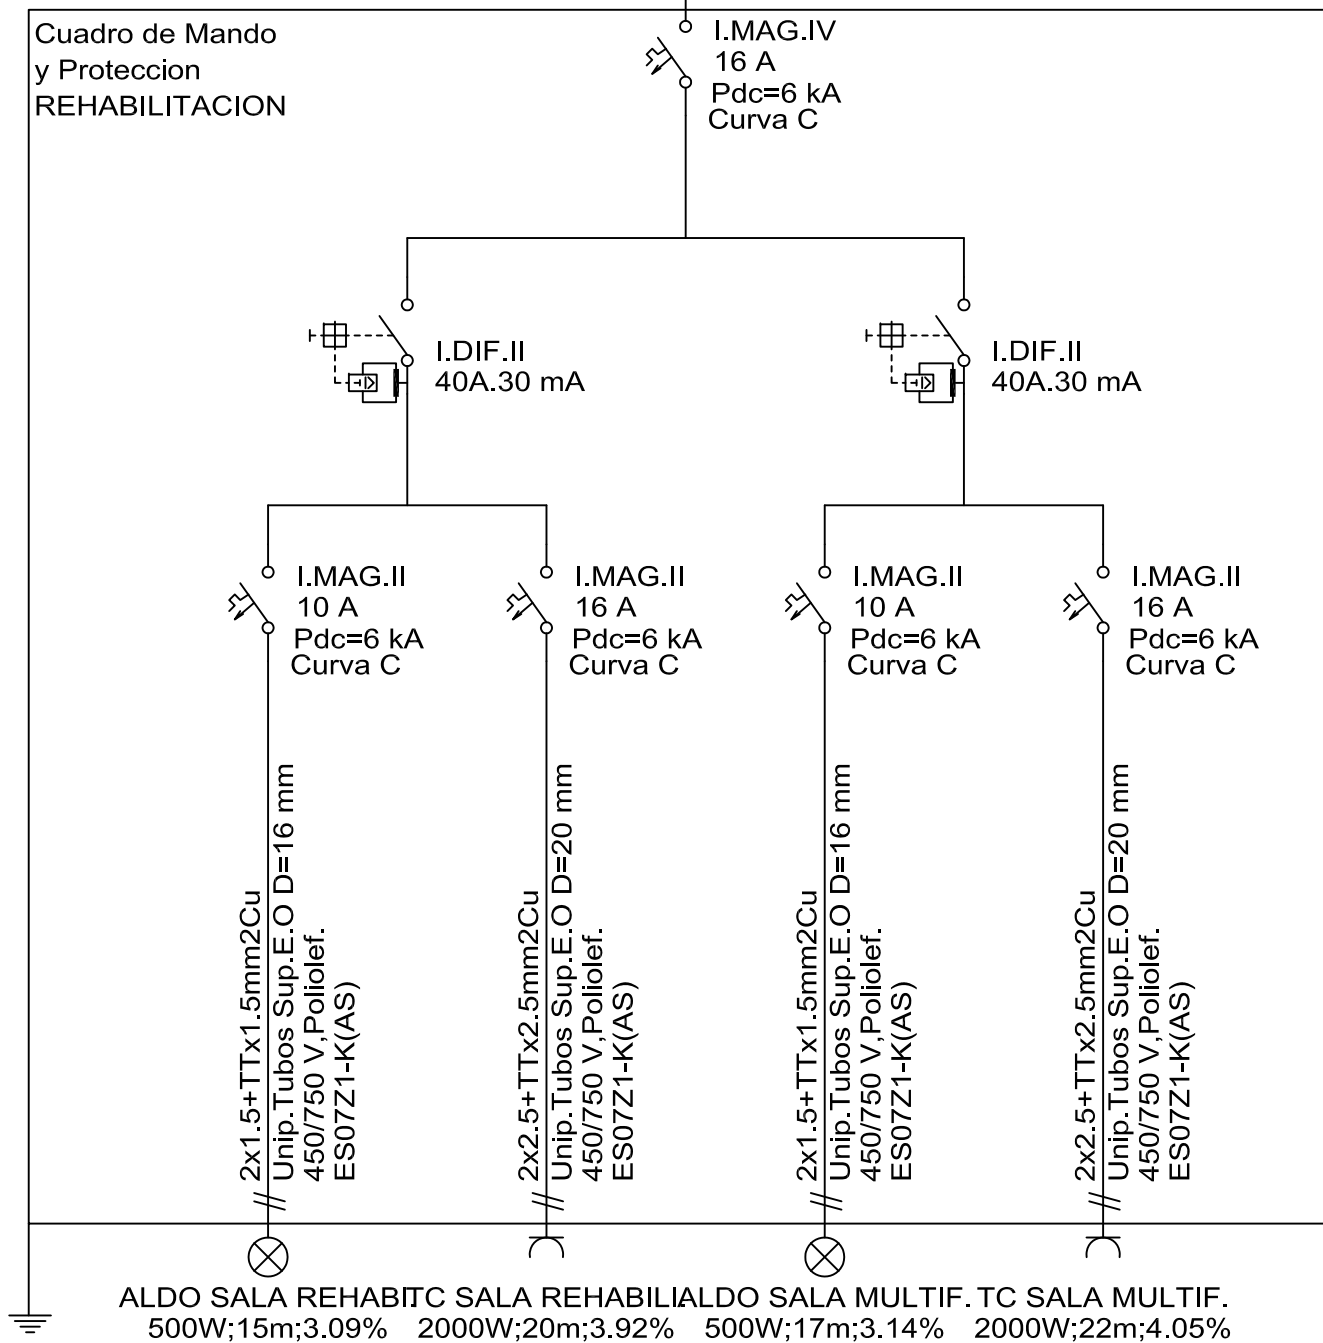 Cuadro de Mando
y Proteccion
REHABILITACION
I.MAG.IV
16 A
Pdc=6 kA
Curva C
I.DIF.II
40A.30 mA
I.DIF.II
40A.30 mA
I.MAG.II
10 A
Pdc=6 kA
Curva C
I.MAG.II
16 A
Pdc=6 kA
Curva C
I.MAG.II
10 A
Pdc=6 kA
Curva C
I.MAG.II
16 A
Pdc=6 kA
Curva C
2x1.5+TTx1.5mm2Cu
Unip.Tubos Sup.E.O D=16 mm
450/750 V,Poliolef.
ES07Z1-K(AS)
2x2.5+TTx2.5mm2Cu
Unip.Tubos Sup.E.O D=20 mm
450/750 V,Poliolef.
ES07Z1-K(AS)
2x1.5+TTx1.5mm2Cu
Unip.Tubos Sup.E.O D=16 mm
450/750 V,Poliolef.
ES07Z1-K(AS)
2x2.5+TTx2.5mm2Cu
Unip.Tubos Sup.E.O D=20 mm
450/750 V,Poliolef.
ES07Z1-K(AS)
ALDO SALA REHABIT
500W;15m;3.09%
TC SALA REHABILIA
2000W;20m;3.92%
ALDO SALA MULTIF.
500W;17m;3.14%
TC SALA MULTIF.
2000W;22m;4.05%